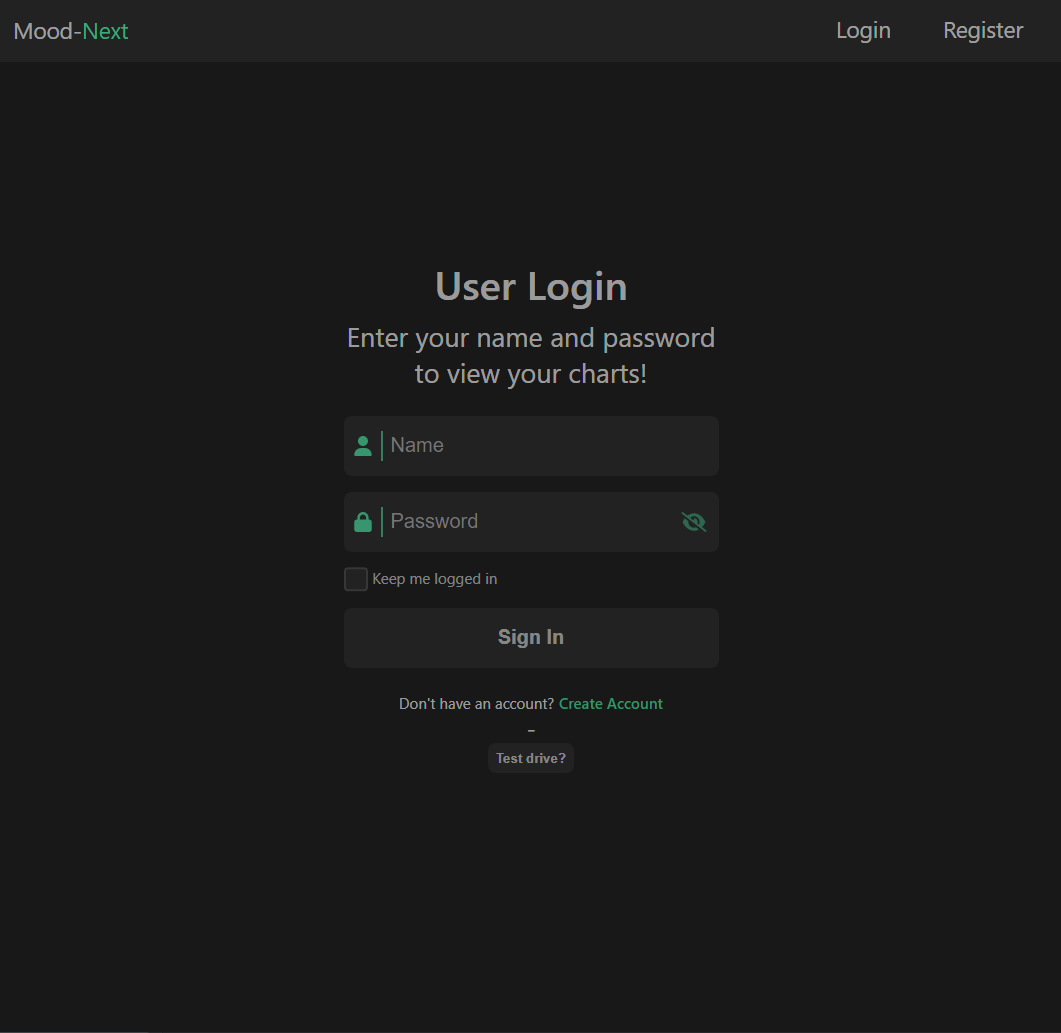 Mood-Next
Login
Register
User Login
Enter your name and password
to view your charts!
Name
Password
Keep me logged in
Sign In
Don't have an account? Create Account
-
Test drive?